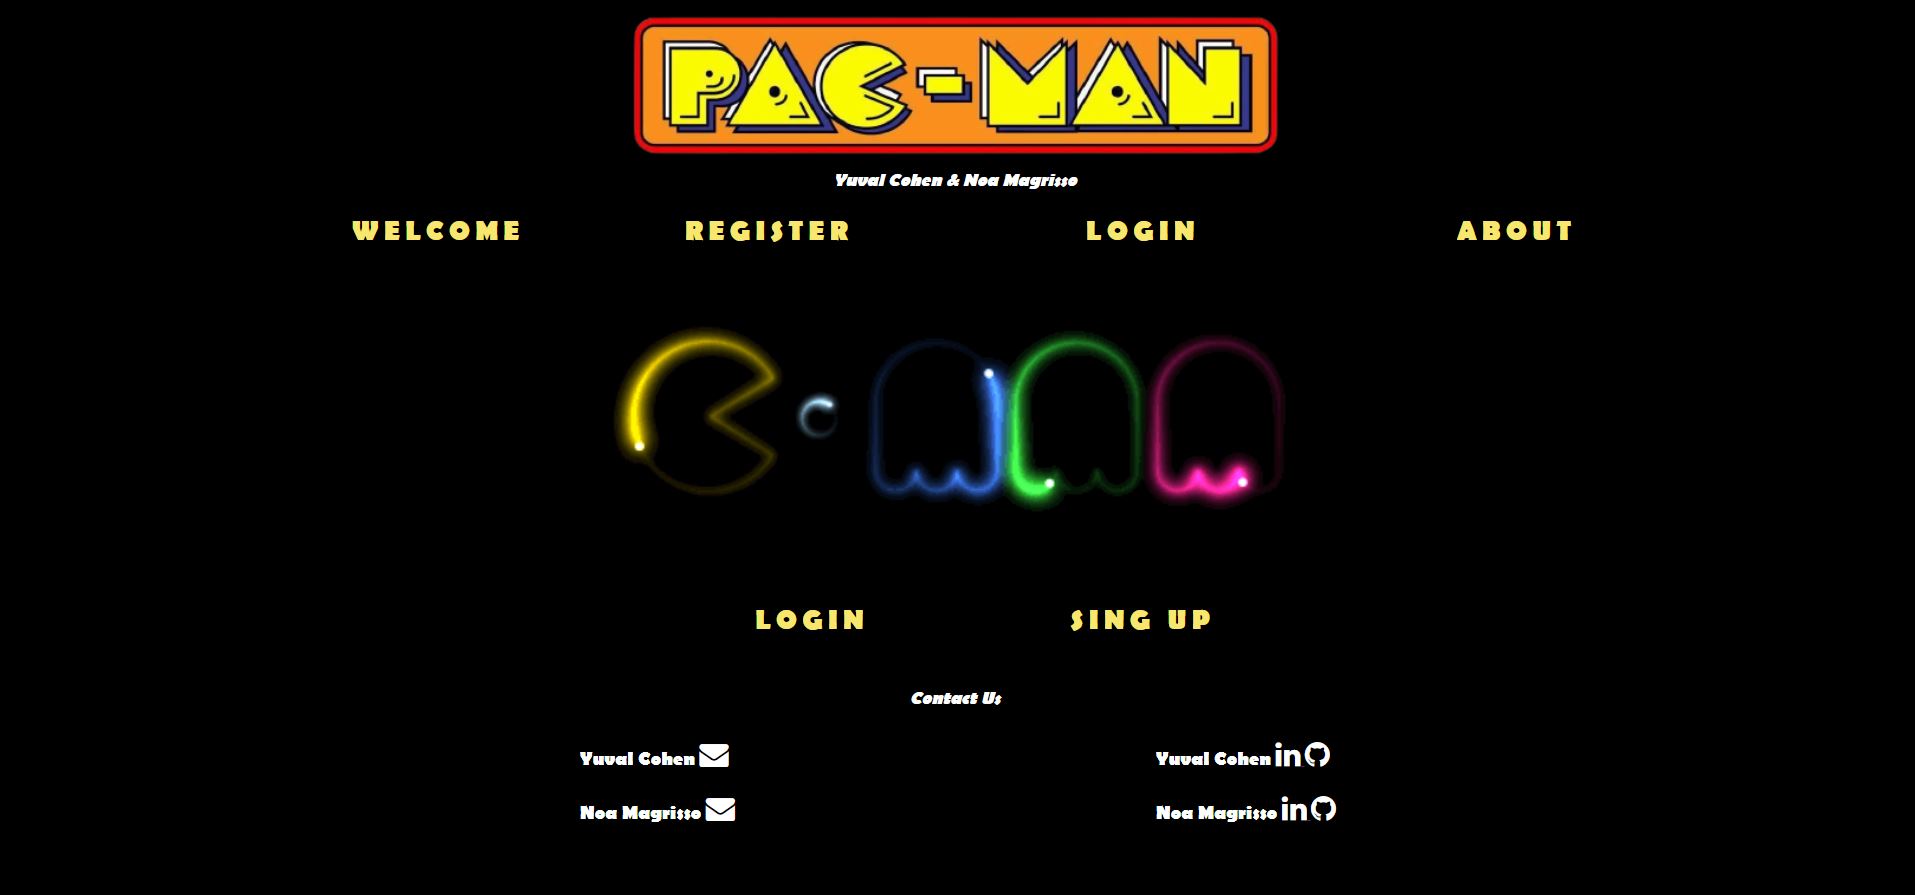 PAC-MAN
Yuval Cohen & Noa Magrisso
WELCOME REGISTER LOGIN ABOUT
LOGIN SING UP
Contact Us
Yuval Cohen Yuval Cohen in
Noa Magrisso Noa Magrisso in